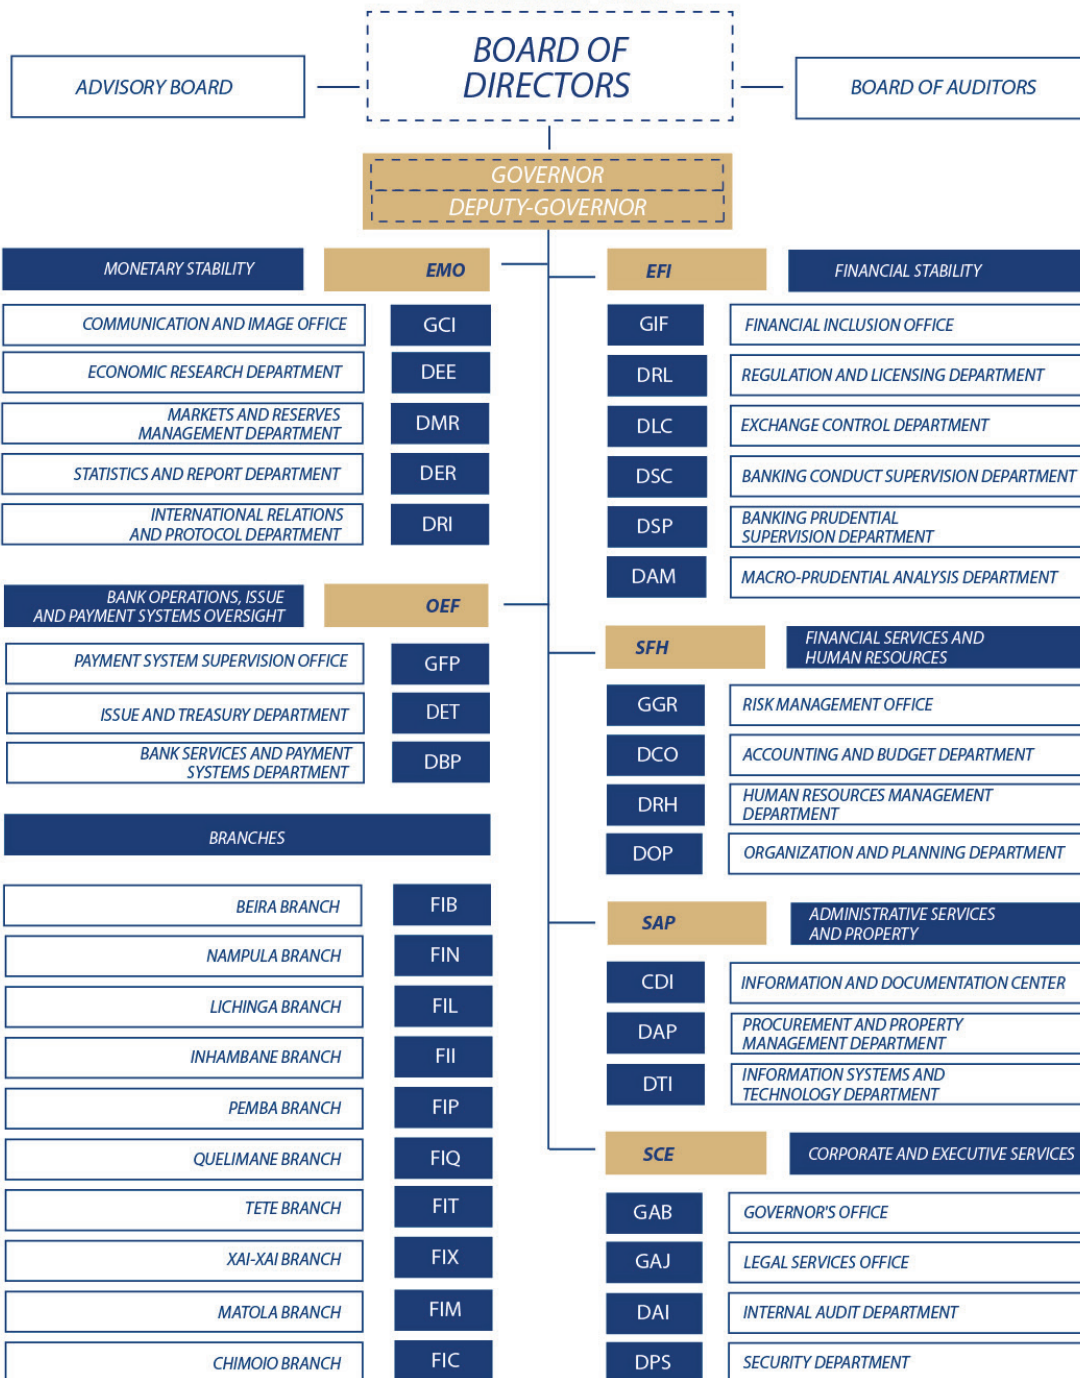 BOARD OF
DIRECTORS
ADVISORY BOARD
BOARD OF AUDITORS
GOVERNOR
DEPUTY-GOVERNOR
MONETARY STABILITY
EMO
COMMUNICATION AND IMAGE OFFICE
GCI
ECONOMIC RESEARCH DEPARTMENT
DEE
MARKETS AND RESERVES
MANAGEMENT DEPARTMENT
DMR
STATISTICS AND REPORT DEPARTMENT
DER
INTERNATIONAL RELATIONS
AND PROTOCOL DEPARTMENT
DRI
BANK OPERATIONS, ISSUE
AND PAYMENT SYSTEMS OVERSIGHT
OEF
PAYMENT SYSTEM SUPERVISION OFFICE
GFP
ISSUE AND TREASURY DEPARTMENT
DET
BANK SERVICES AND PAYMENT
SYSTEMS DEPARTMENT
DBP
BRANCHES
BEIRA BRANCH
FIB
NAMPULA BRANCH
FIN
LICHINGA BRANCH
FIL
INHAMBANE BRANCH
FII
PEMBA BRANCH
FIP
QUELIMANE BRANCH
FIQ
TETE BRANCH
FIT
XAI-XAI BRANCH
FIX
MATOLA BRANCH
FIM
CHIMOIO BRANCH
FIC
EFI
FINANCIAL STABILITY
GIF
FINANCIAL INCLUSION OFFICE
DRL
REGULATION AND LICENSING DEPARTMENT
DLC
EXCHANGE CONTROL DEPARTMENT
DSC
BANKING CONDUCT SUPERVISION DEPARTMENT
DSP
BANKING PRUDENTIAL
SUPERVISION DEPARTMENT
DAM
MACRO-PRUDENTIAL ANALYSIS DEPARTMENT
SFH
FINANCIAL SERVICES AND
HUMAN RESOURCES
GGR
RISK MANAGEMENT OFFICE
DCO
ACCOUNTING AND BUDGET DEPARTMENT
DRH
HUMAN RESOURCES MANAGEMENT
DEPARTMENT
DOP
ORGANIZATION AND PLANNING DEPARTMENT
SAP
ADMINISTRATIVE SERVICES
AND PROPERTY
CDI
INFORMATION AND DOCUMENTATION CENTER
DAP
PROCUREMENT AND PROPERTY
MANAGEMENT DEPARTMENT
DTI
INFORMATION SYSTEMS AND
TECHNOLOGY DEPARTMENT
SCE
CORPORATE AND EXECUTIVE SERVICES
GAB
GOVERNOR'S OFFICE
GAJ
LEGAL SERVICES OFFICE
DAI
INTERNAL AUDIT DEPARTMENT
DPS
SECURITY DEPARTMENT